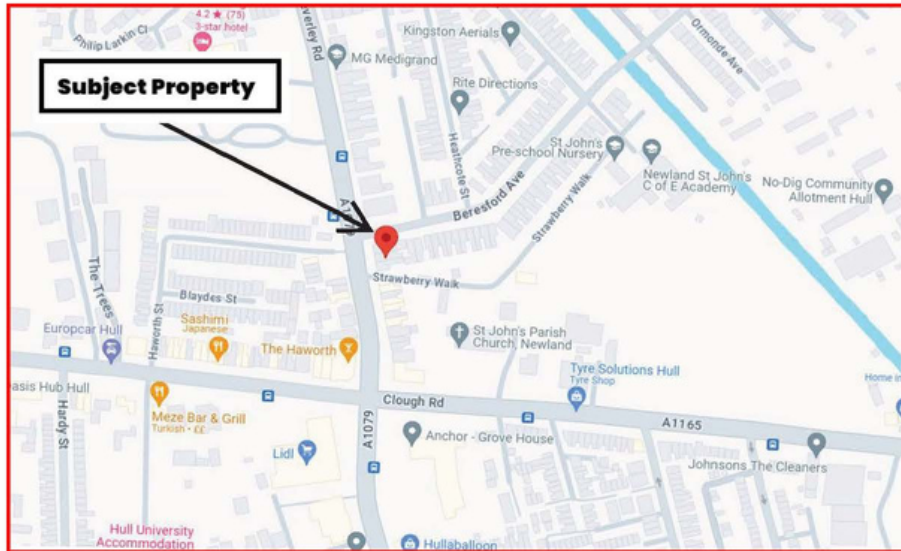 4.2 ★ (75)
3-star hotel
Philip Larkin Cl
Beverley Rd
MG Medigrand
Kingston Aerials
Ormonde Ave
Subject Property
Rite Directions
Heathcote St
St John's
Pre-school Nursery
Newland St John's
C of E Academy
No-Dig Community
Allotment Hull
Beresford Ave
Strawberry Walk
A1079
Strawberry Walk
The-Trees
Blaydes St
Haworth St
Sashimi
Japanese
Europcar Hull
The Haworth
St John's Parish
Church, Newland
Tyre Solutions Hull
Tyre Shop
Home in
asis Hub Hull
Hardy St
Meze Bar & Grill
Turkish • ££
Clough Rd
A1165
Lidl
A1079
Anchor - Grove House
Johnsons The Cleaners
Hull University
Accommodation
Hullaballoon